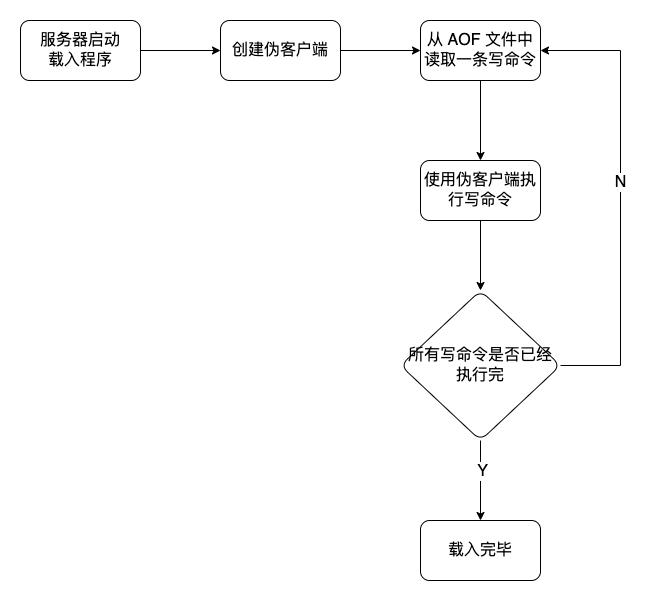 服务器启动
载入程序
创建伪客户端
从 AOF 文件中
读取一条写命令
使用伪客户端执
行写命令
N
所有写命令是否已经
执行完
Y
载入完毕